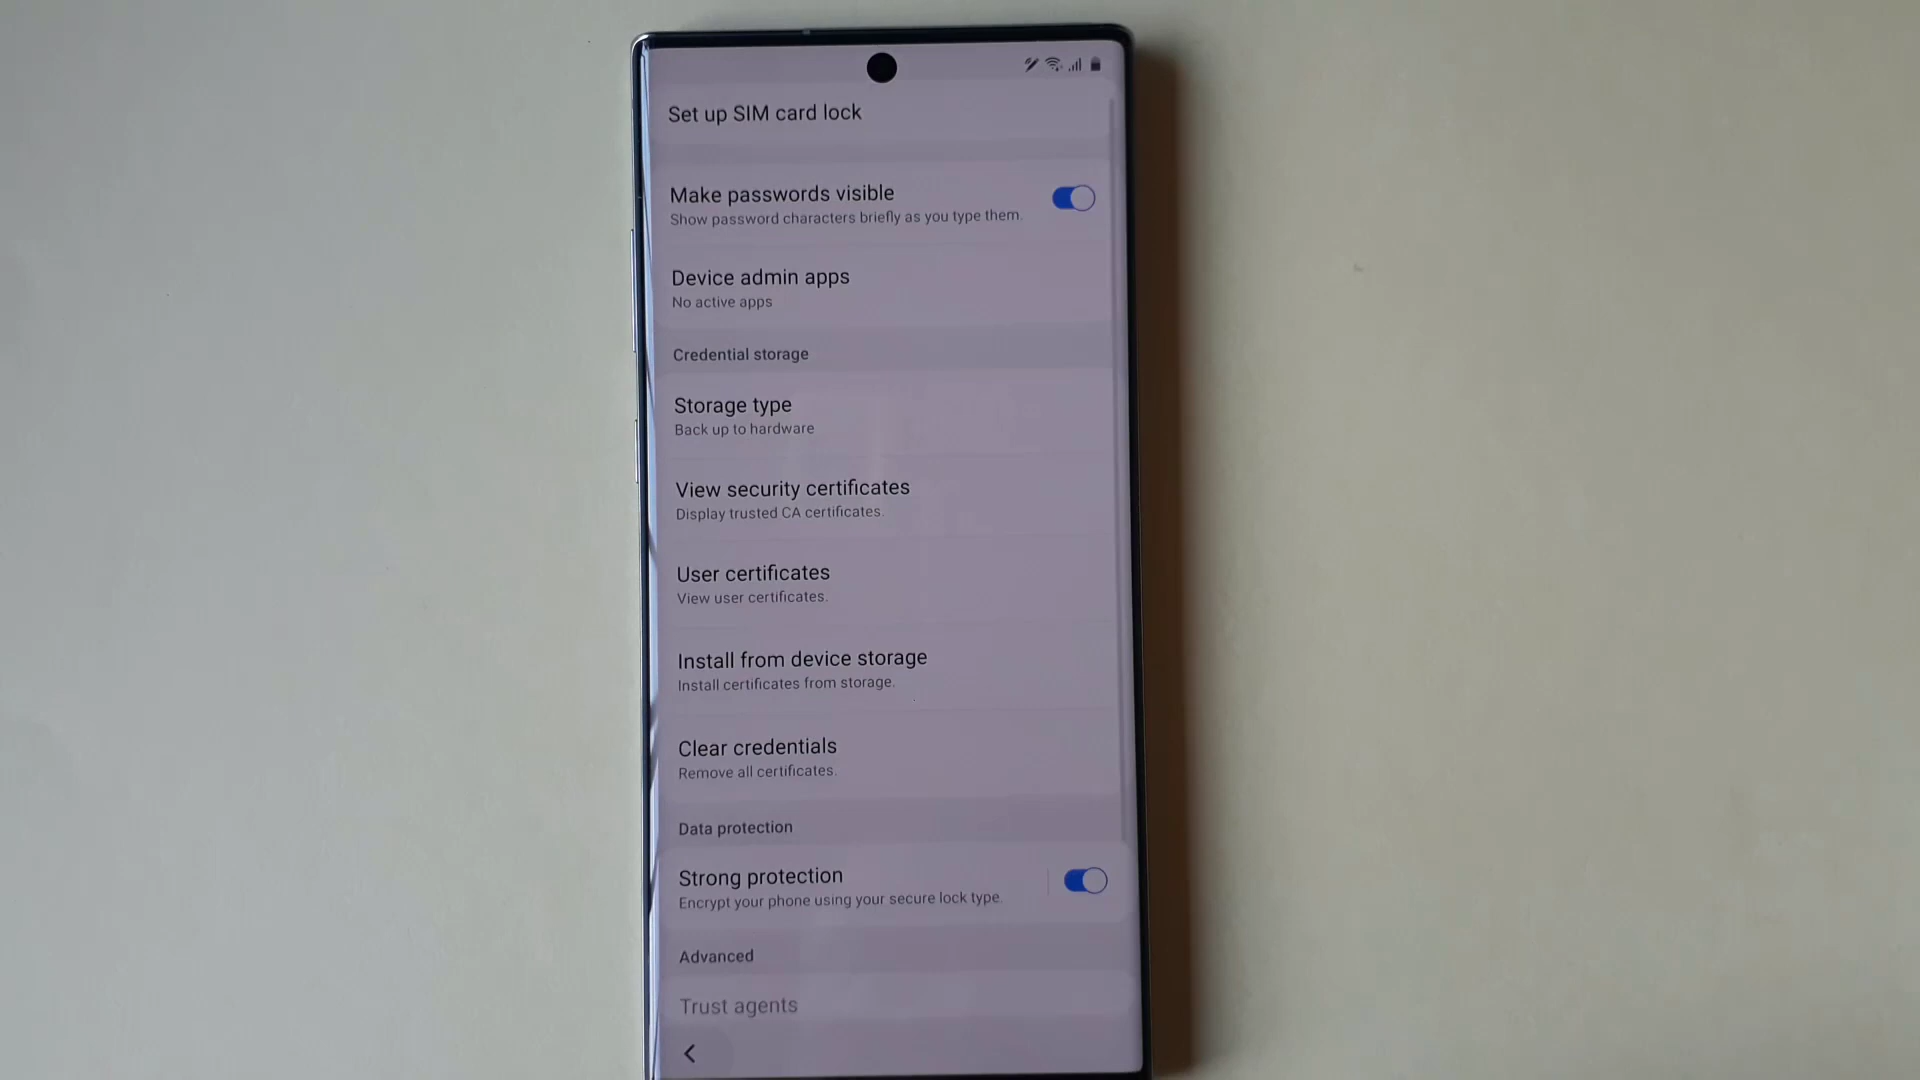 Set up SIM card lock
Make passwords visible
Show password characters briefly as you type them.
Device admin apps
No active apps
Credential storage
Storage type
Back up to hardware
View security certificates
Display trusted CA certificates.
User certificates
View user certificates.
Install from device storage
Install certificates from storage.
Clear credentials
Remove all certificates.
Data protection
Strong protection
Encrypt your phone using your secure lock type.
Advanced
Trust agents